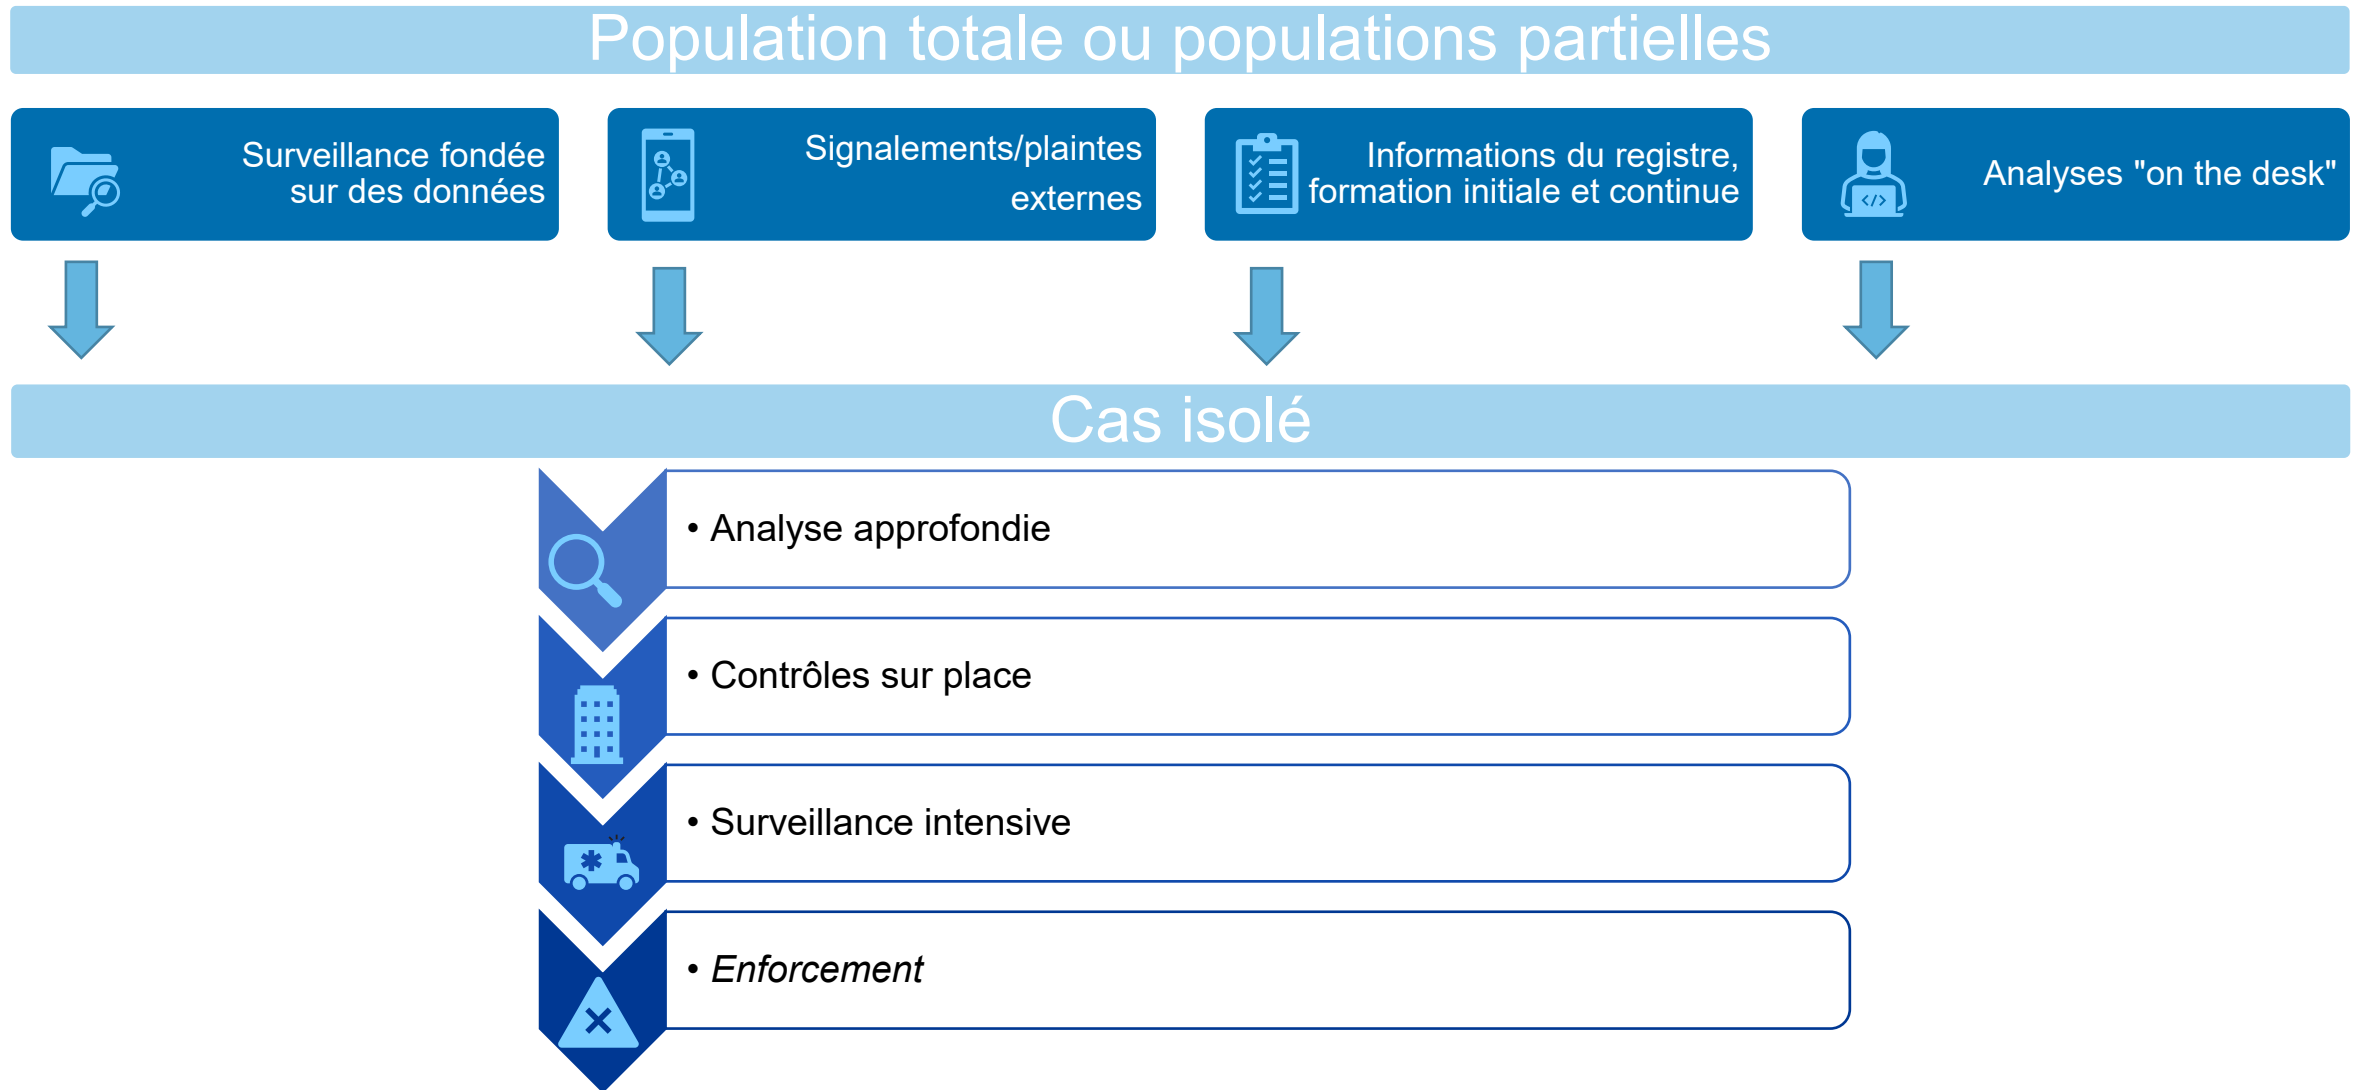 Population totale ou populations partielles
Surveillance fondée
sur des données
Signalements/plaintes
externes
Informations du registre,
formation initiale et continue
Analyses "on the desk"
</>
Cas isolé
• Analyse approfondie
• Contrôles sur place
• Surveillance intensive
• Enforcement